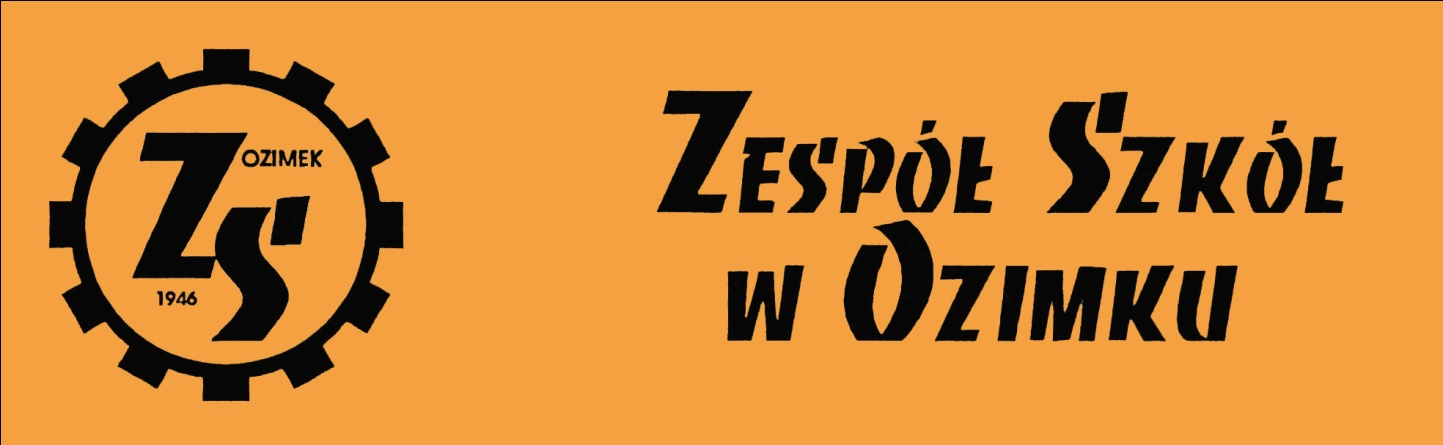 ZS
OZIMEK
1946
ZESPÓŁ SZKÓŁ
W OZIMKU